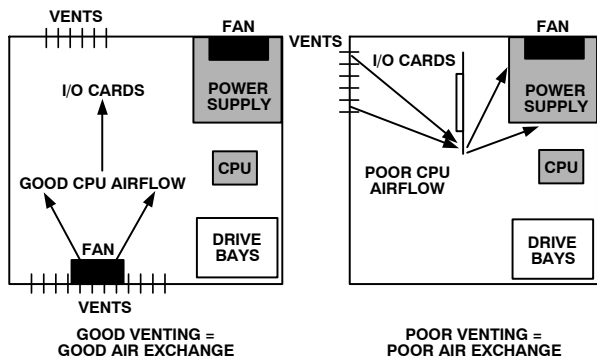 VENTS
FAN
I/O CARDS
POWER
SUPPLY
GOOD CPU AIRFLOW
CPU
FAN
DRIVE
BAYS
VENTS
GOOD VENTING =
GOOD AIR EXCHANGE
VENTS
FAN
I/O CARDS
POWER
SUPPLY
POOR CPU
AIRFLOW
CPU
DRIVE
BAYS
POOR VENTING =
POOR AIR EXCHANGE